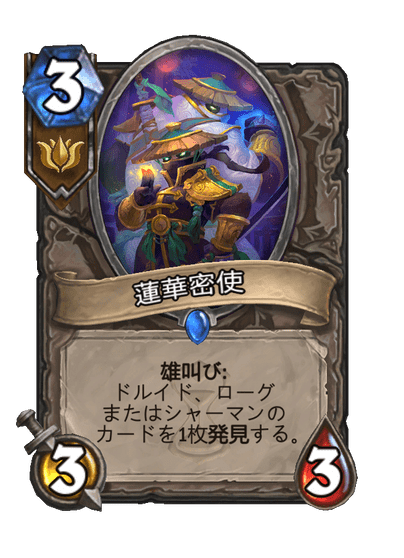 3
蓮華密使
雄叫び:
ドルイド、ローグ
またはシャーマンの
カードを1枚発見する。
3
3